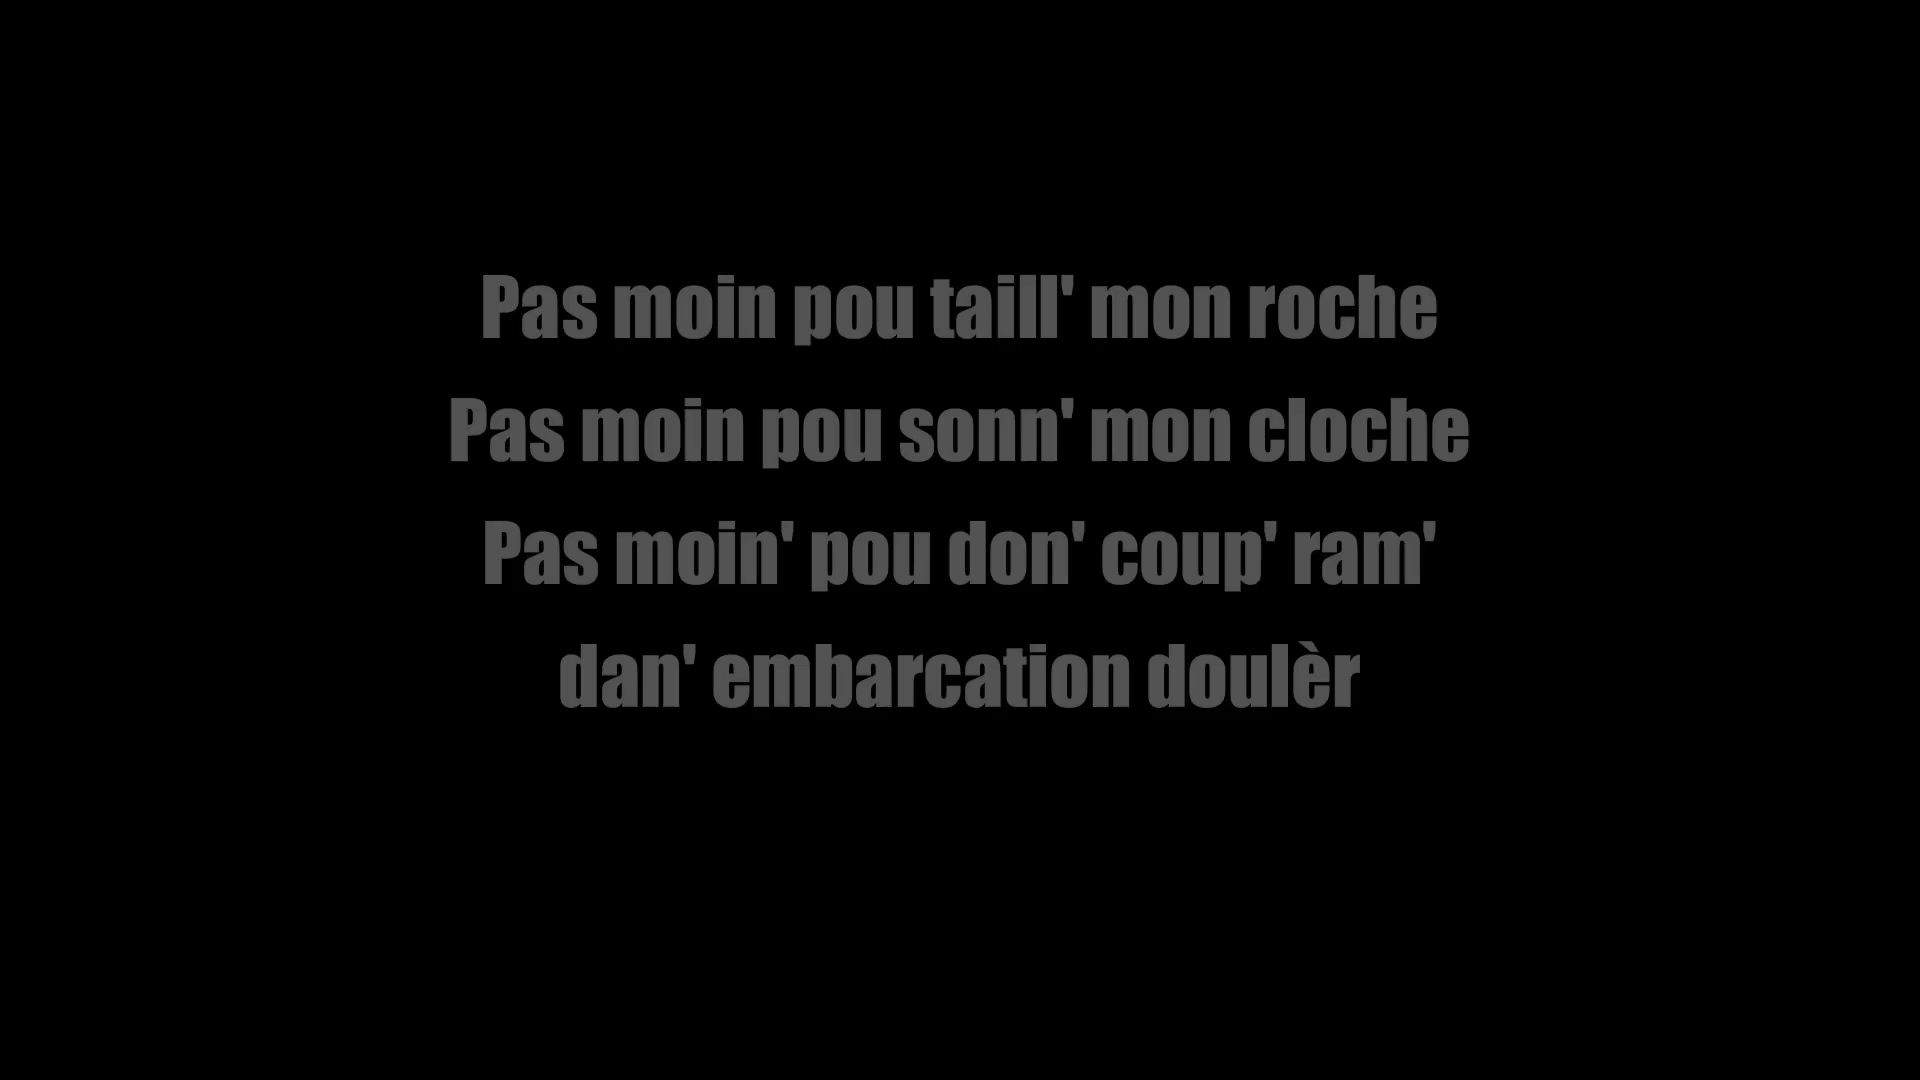 Pas moin pou taill' mon roche
Pas moin pou sonn' mon cloche
Pas moin' pou don' coup' ram'
dan' embarcation doulèr